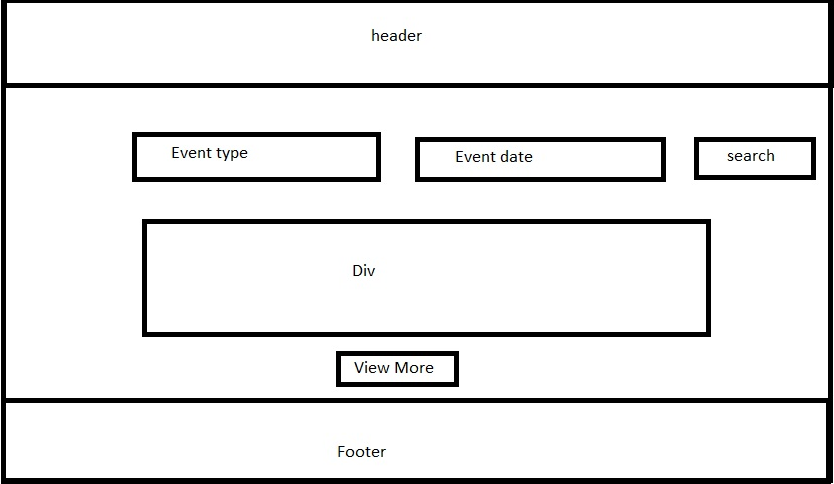 header
Event type
Event date
search
Div
View More
Footer